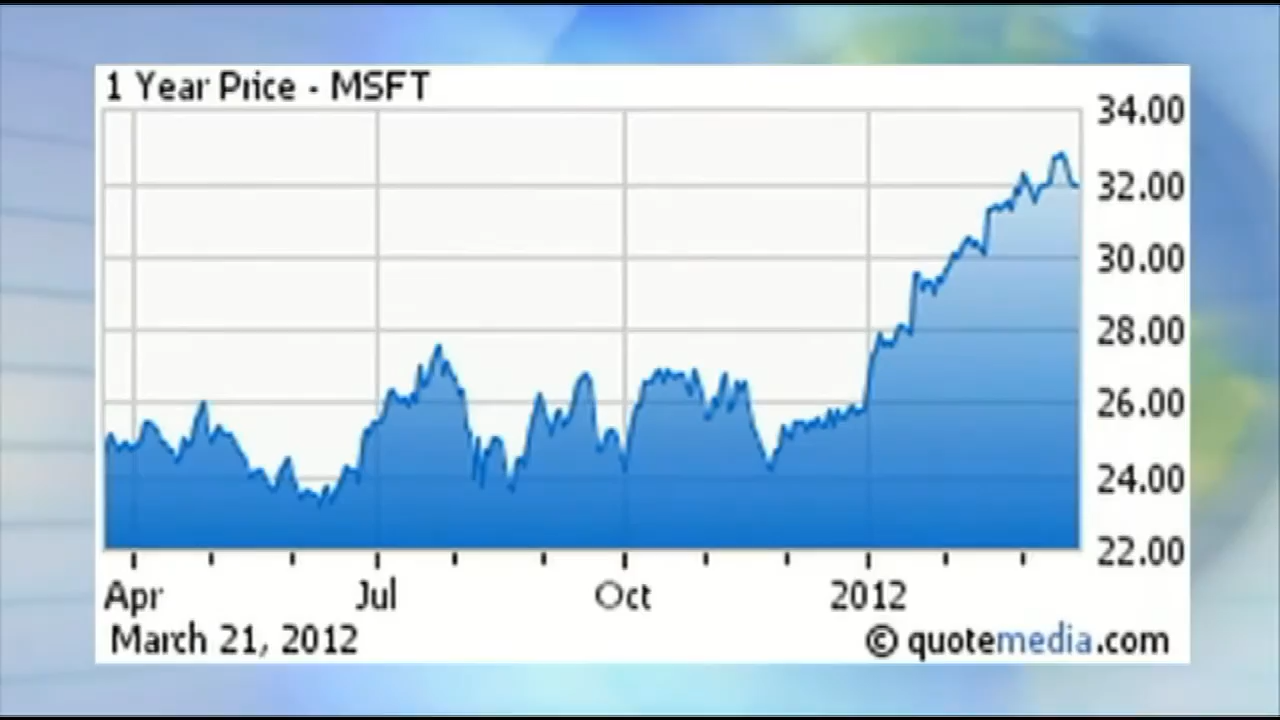 1 Year Price - MSFT
34.00
32.00
30.00
28.00
26.00
24.00
22.00
Apr Jul Oct 2012
March 21, 2012 © quotemedia.com